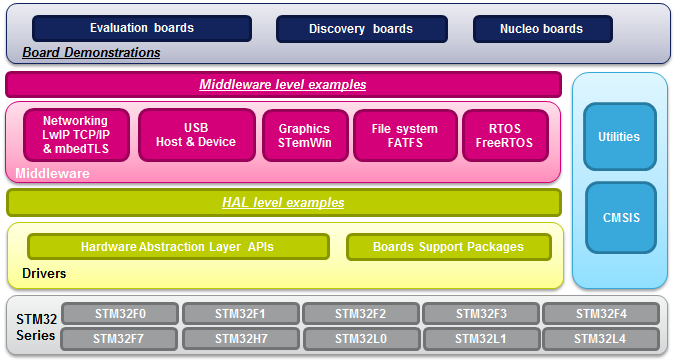 Evaluation boards
Discovery boards
Nucleo boards
Board Demonstrations
Middleware level examples
Networking
LwIP TCP/IP
& mbedTLS
USB
Host & Device
Graphics
STemWin
File system
FATFS
RTOS
FreeRTOS
Middleware
Utilities
CMSIS
HAL level examples
Hardware Abstraction Layer APIs
Boards Support Packages
Drivers
STM32
Series
STM32F0
STM32F1
STM32F2
STM32F3
STM32F4
STM32F7
STM32H7
STM32L0
STM32L1
STM32L4